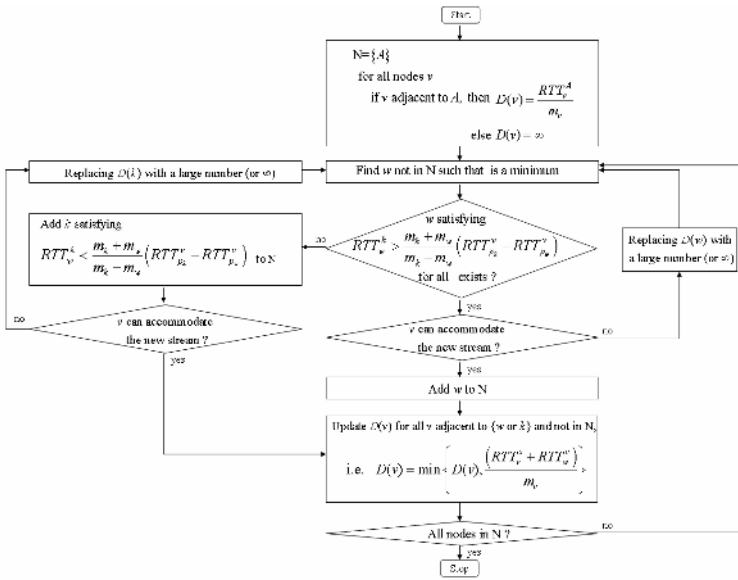 Start
N={A}
for all nodes v
if v adjacent to A, then D(v) = RTT_v^A / m_v
else D(v) = ∞
Replacing D(k) with a large number (or ∞)
Find w not in N such that is a minimum
Add k satisfying
RTT_w^k < (m_k + m_w)/(m_k − m_w) (RTT_{p_k}^v − RTT_{p_w}^v) to N
no
w satisfying
RTT_w^k > (m_k + m_w)/(m_k − m_w) (RTT_{p_k}^v − RTT_{p_w}^v)
for all exists ?
Replacing D(w) with
a large number (or ∞)
yes
no
v can accommodate
the new stream ?
yes
v can accommodate
the new stream ?
no
yes
Add w to N
Update D(v) for all v adjacent to {w or k} and not in N,
i.e. D(v) = min { D(v), (RTT_v^s + RTT_w^v) / m_v }
All nodes in N ?
no
yes
Stop